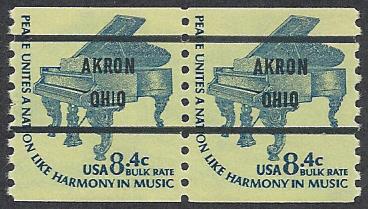 PEACE UNITES A NATION LIKE HARMONY IN MUSIC
AKRON
OHIO
USA 8.4c
BULK RATE
PEACE UNITES A NATION LIKE HARMONY IN MUSIC
AKRON
OHIO
USA 8.4c
BULK RATE